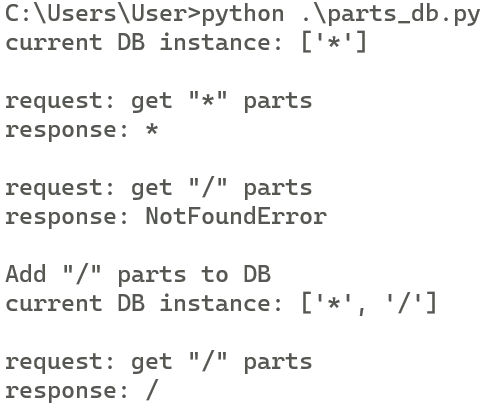 C:\Users\User>python .\parts_db.py
current DB instance: ['*']
request: get "*" parts
response: *
request: get "/" parts
response: NotFoundError
Add "/" parts to DB
current DB instance: ['*', '/']
request: get "/" parts
response: /